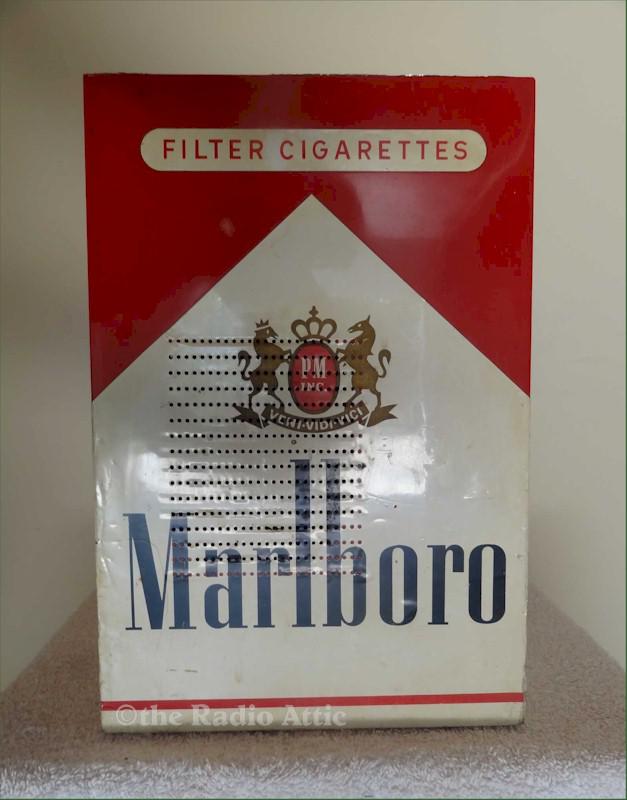 FILTER CIGARETTES
PM
INC.
VENI·VIDI·VICI
Marlboro
©the Radio Attic